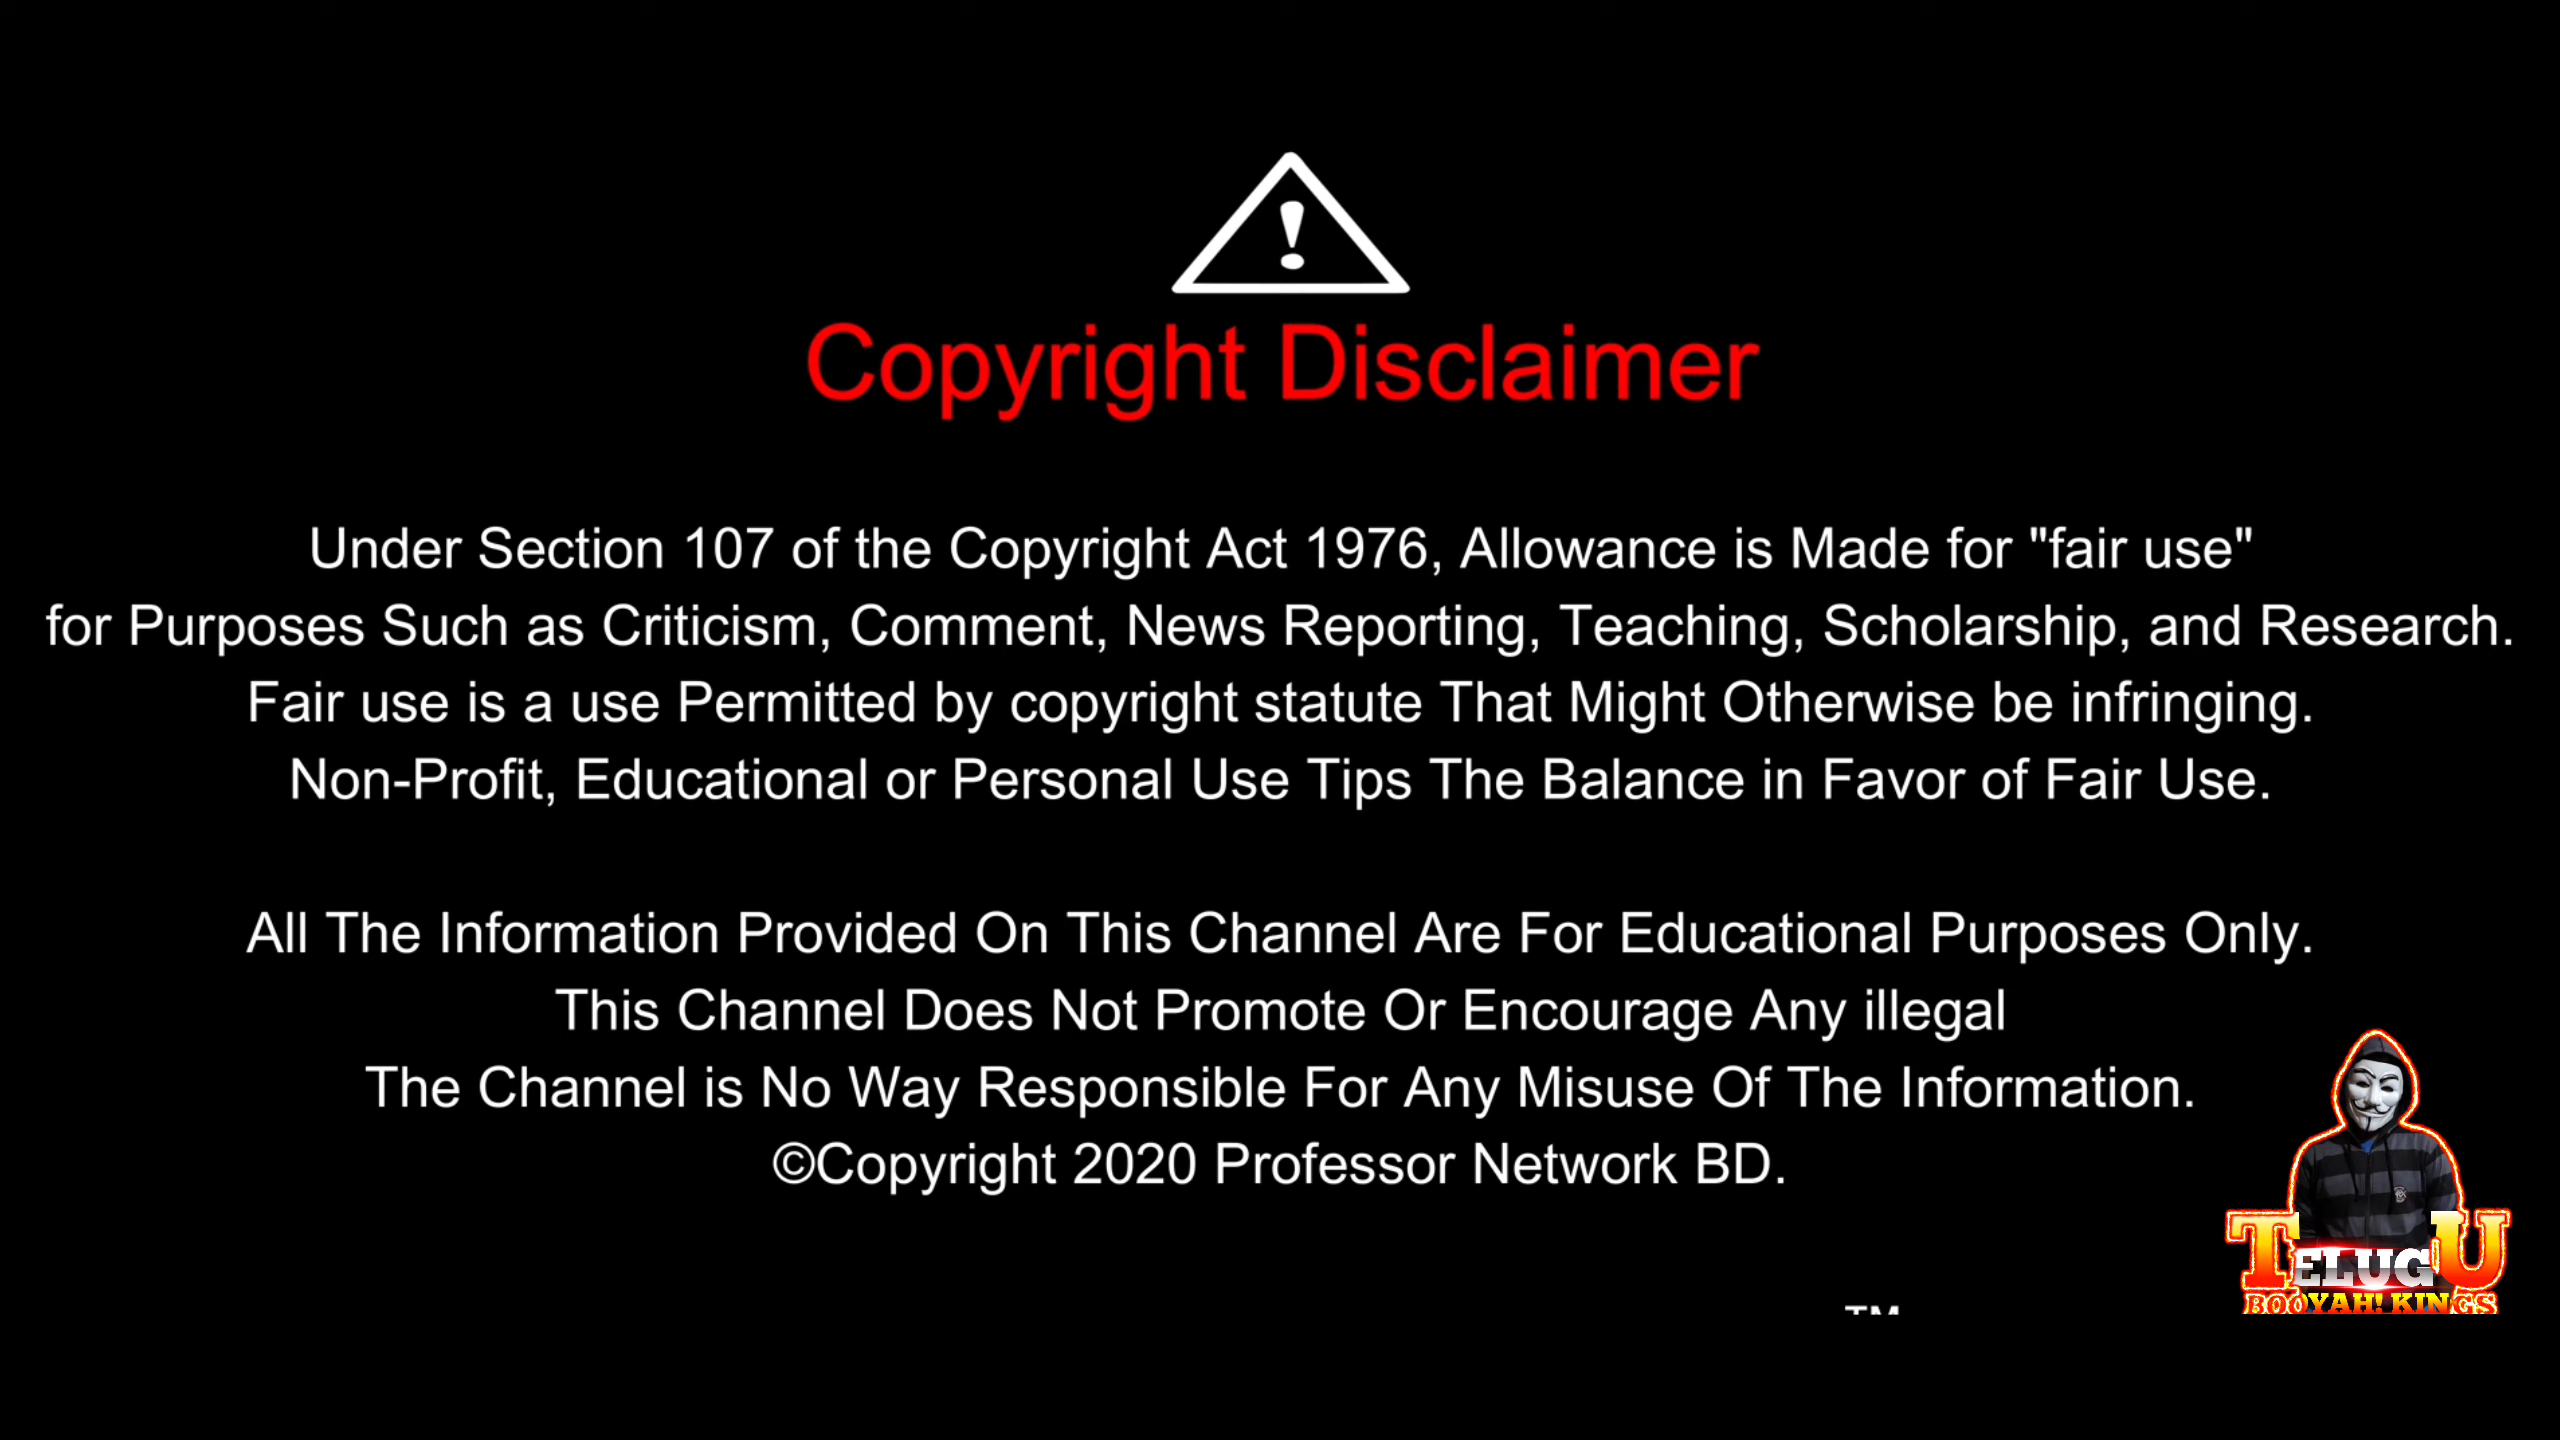 !
Copyright Disclaimer
Under Section 107 of the Copyright Act 1976, Allowance is Made for "fair use"
for Purposes Such as Criticism, Comment, News Reporting, Teaching, Scholarship, and Research.
Fair use is a use Permitted by copyright statute That Might Otherwise be infringing.
Non-Profit, Educational or Personal Use Tips The Balance in Favor of Fair Use.
All The Information Provided On This Channel Are For Educational Purposes Only.
This Channel Does Not Promote Or Encourage Any illegal
The Channel is No Way Responsible For Any Misuse Of The Information.
©Copyright 2020 Professor Network BD.
TELUGU
BOOYAH! KINGS
TM